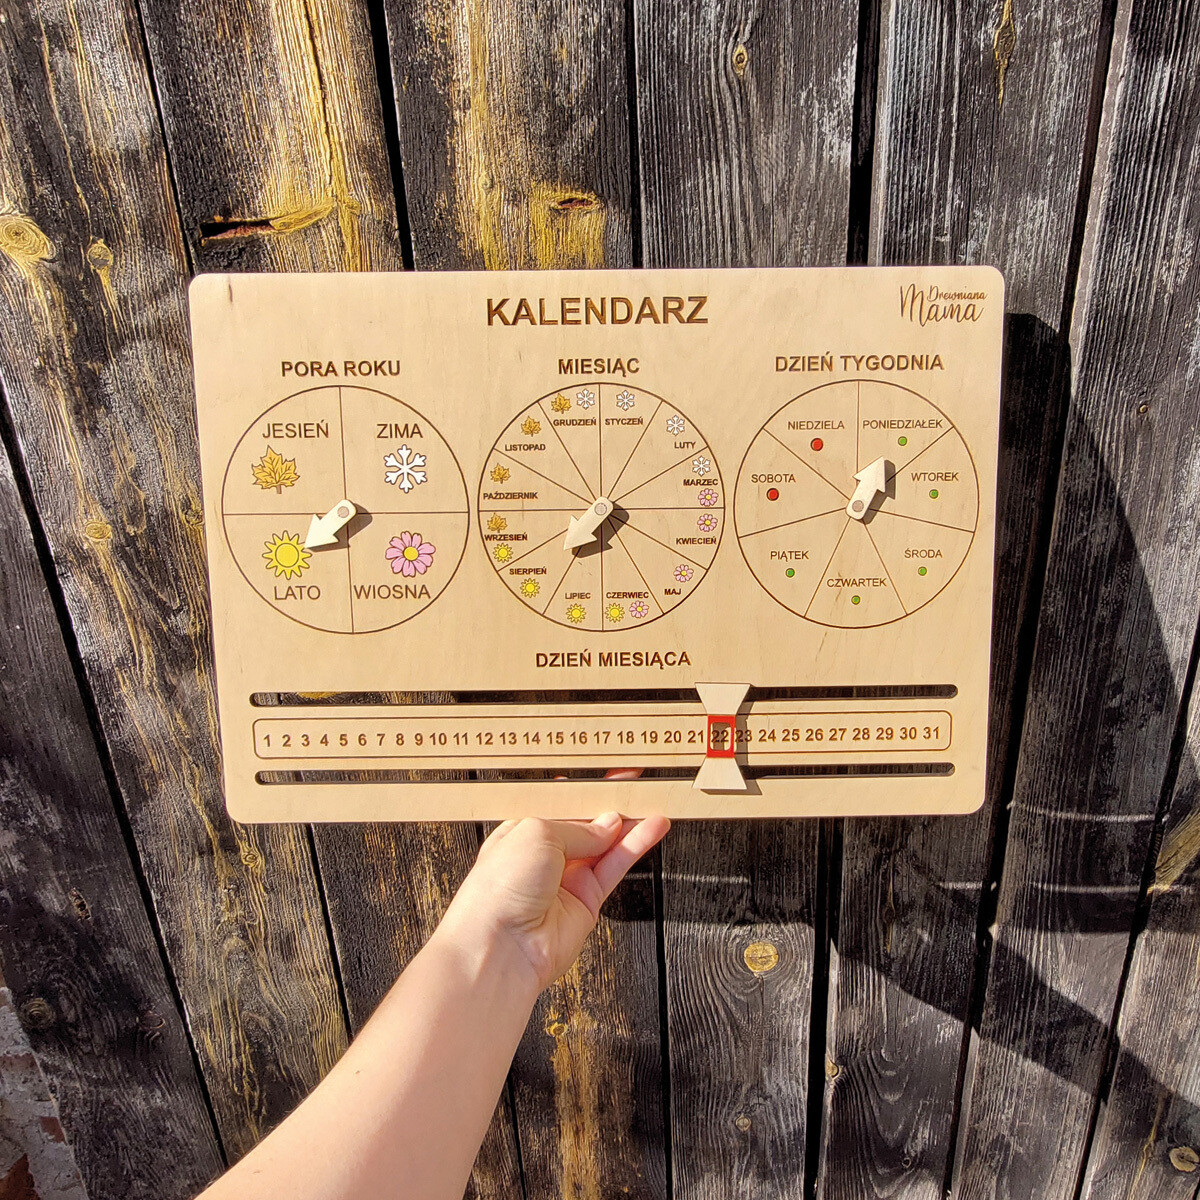 KALENDARZ
Drewniana
Mama
PORA ROKU
JESIEŃ
ZIMA
LATO
WIOSNA
MIESIĄC
GRUDZIEŃ
STYCZEŃ
LISTOPAD
LUTY
PAŹDZIERNIK
MARZEC
WRZESIEŃ
KWIECIEŃ
SIERPIEŃ
MAJ
LIPIEC
CZERWIEC
DZIEŃ TYGODNIA
NIEDZIELA
PONIEDZIAŁEK
SOBOTA
WTOREK
PIĄTEK
ŚRODA
CZWARTEK
DZIEŃ MIESIĄCA
1 2 3 4 5 6 7 8 9 10 11 12 13 14 15 16 17 18 19 20 21 22 23 24 25 26 27 28 29 30 31